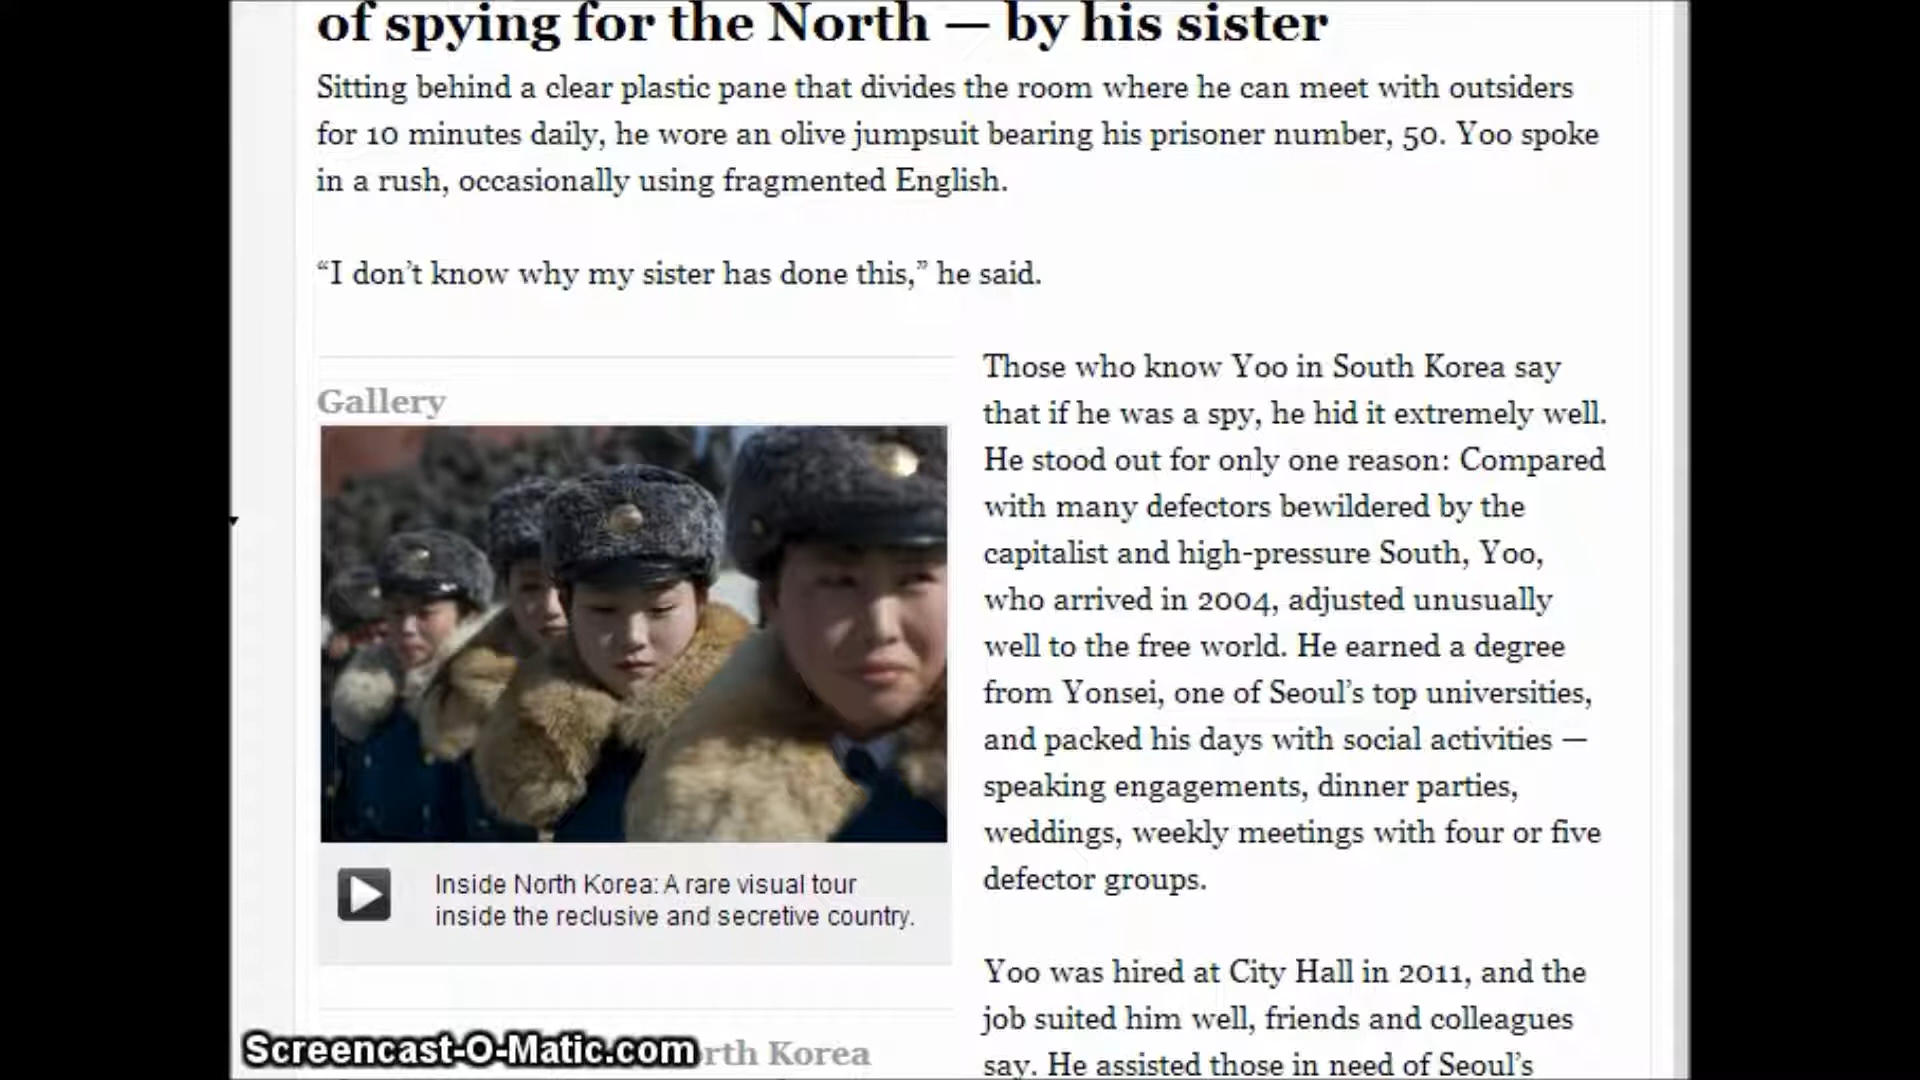 of spying for the North — by his sister
Sitting behind a clear plastic pane that divides the room where he can meet with outsiders
for 10 minutes daily, he wore an olive jumpsuit bearing his prisoner number, 50. Yoo spoke
in a rush, occasionally using fragmented English.
“I don’t know why my sister has done this,” he said.
Gallery
Inside North Korea: A rare visual tour
inside the reclusive and secretive country.
Those who know Yoo in South Korea say
that if he was a spy, he hid it extremely well.
He stood out for only one reason: Compared
with many defectors bewildered by the
capitalist and high-pressure South, Yoo,
who arrived in 2004, adjusted unusually
well to the free world. He earned a degree
from Yonsei, one of Seoul’s top universities,
and packed his days with social activities —
speaking engagements, dinner parties,
weddings, weekly meetings with four or five
defector groups.
Yoo was hired at City Hall in 2011, and the
job suited him well, friends and colleagues
say. He assisted those in need of Seoul’s
Screencast-O-Matic.com
rth Korea